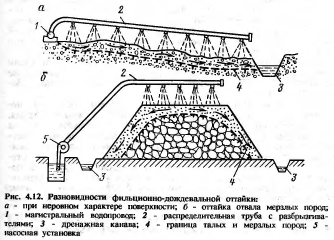 а
1
2
4
3
б
2
5
3
4
3
Рис. 4.12. Разновидности фильционно-дождевальной оттайки:
а - при неровном характере поверхности; б - оттайка отвала мерзлых пород;
1 - магистральный водопровод; 2 - распределительная труба с разбрызгива-
телями; 3 - дренажная канава; 4 - граница талых и мерзлых пород; 5 -
насосная установка